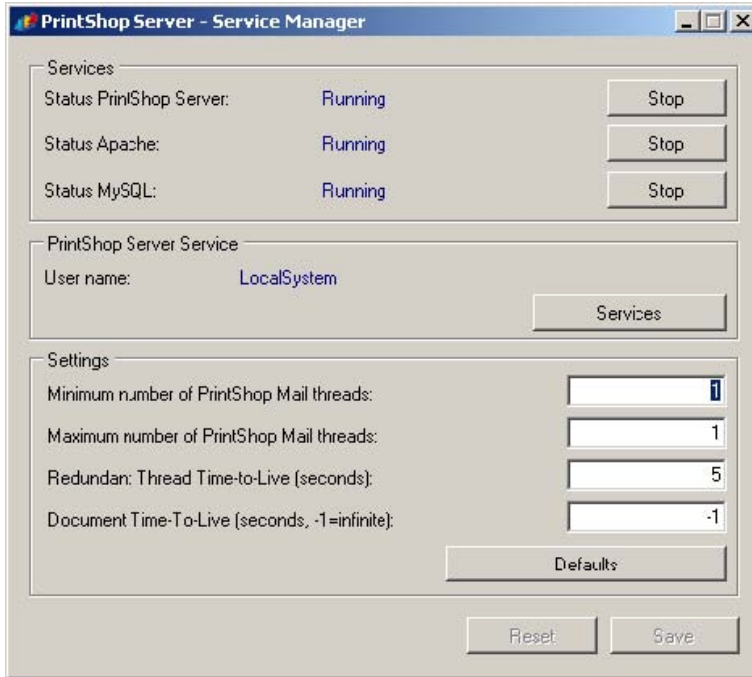 PrintShop Server - Service Manager
Services
Status PrintShop Server: Running Stop
Status Apache: Running Stop
Status MySQL: Running Stop
PrintShop Server Service
User name: LocalSystem
Services
Settings
Minimum number of PrintShop Mail threads: 1
Maximum number of PrintShop Mail threads: 1
Redundan: Thread Time-to-Live (seconds): 5
Document Time-To-Live (seconds, -1=infinite): -1
Defaults
Reset Save